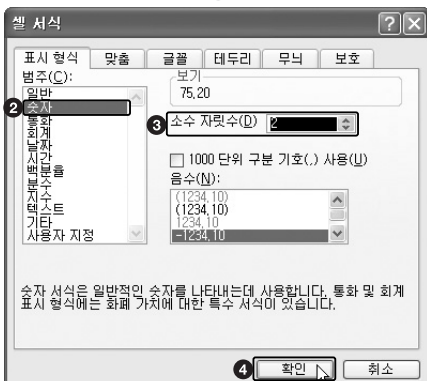 셀 서식
표시 형식 맞춤 글꼴 테두리 무늬 보호
범주(C):
일반
❷ 숫자
통화
회계
날짜
시간
백분율
분수
지수
텍스트
기타
사용자 지정
보기
75.20
❸ 소수 자릿수(D) 2
1000 단위 구분 기호(,) 사용(U)
음수(N):
(1234.10)
(1234.10)
1234.10
-1234.10
숫자 서식은 일반적인 숫자를 나타내는데 사용합니다. 통화 및 회계
표시 형식에는 화폐 가치에 대한 특수 서식이 있습니다.
❹ 확인 취소